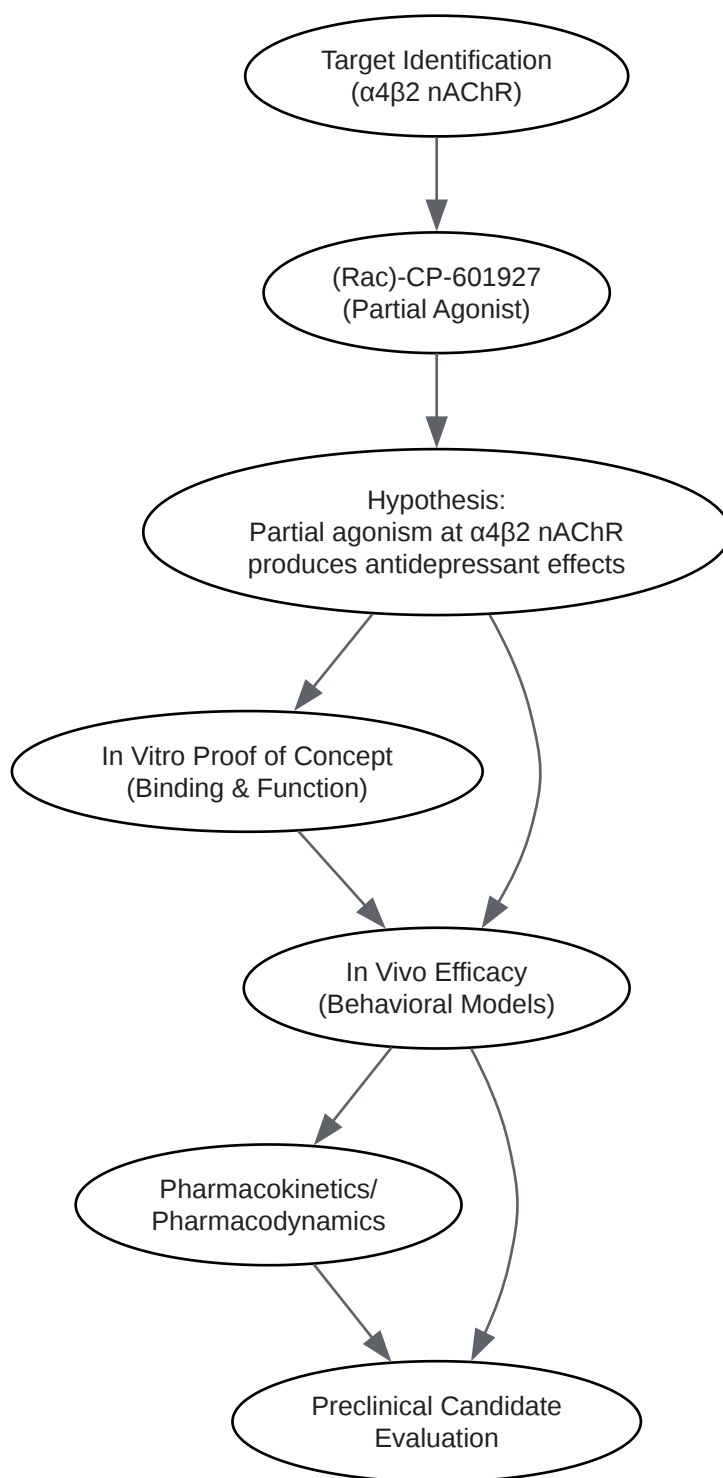 Target Identification
(α4β2 nAChR)
(Rac)-CP-601927
(Partial Agonist)
Hypothesis:
Partial agonism at α4β2 nAChR
produces antidepressant effects
In Vitro Proof of Concept
(Binding & Function)
In Vivo Efficacy
(Behavioral Models)
Pharmacokinetics/
Pharmacodynamics
Preclinical Candidate
Evaluation